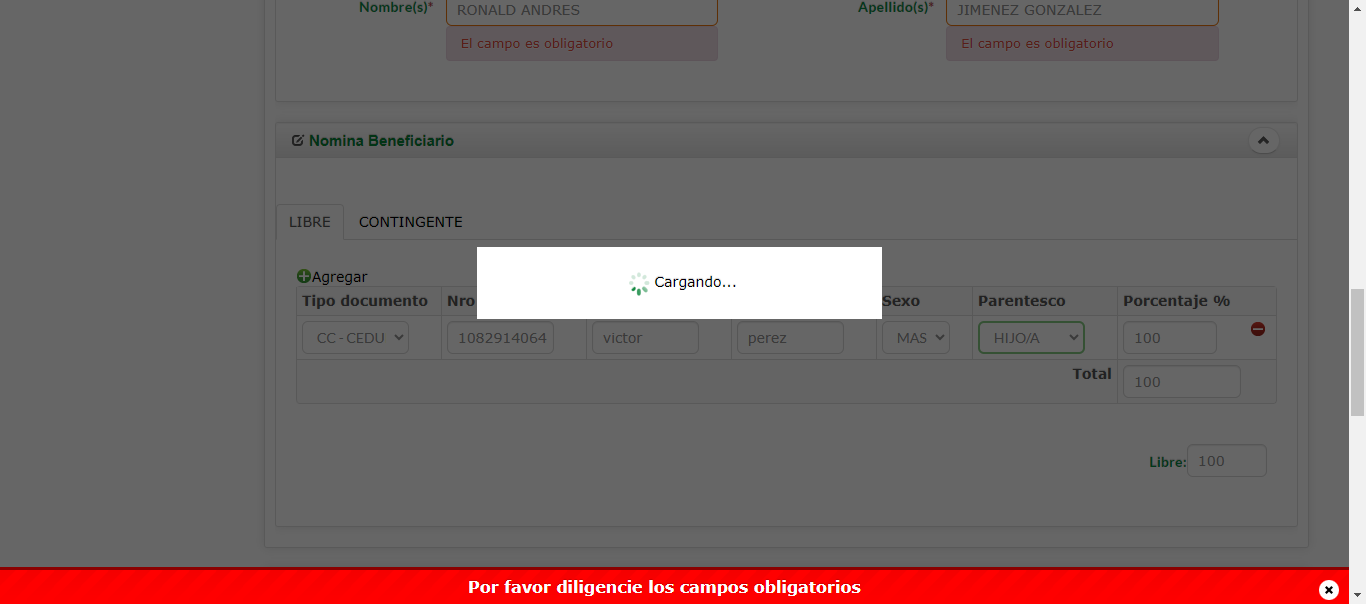 Nombre(s)* RONALD ANDRES Apellido(s)* JIMENEZ GONZALEZ
El campo es obligatorio El campo es obligatorio
Nomina Beneficiario
LIBRE CONTINGENTE
Agregar
Cargando...
Tipo documento Nro Sexo Parentesco Porcentaje %
CC - CEDU 1082914064 victor perez MAS HIJO/A 100
Total 100
Libre: 100
Por favor diligencie los campos obligatorios